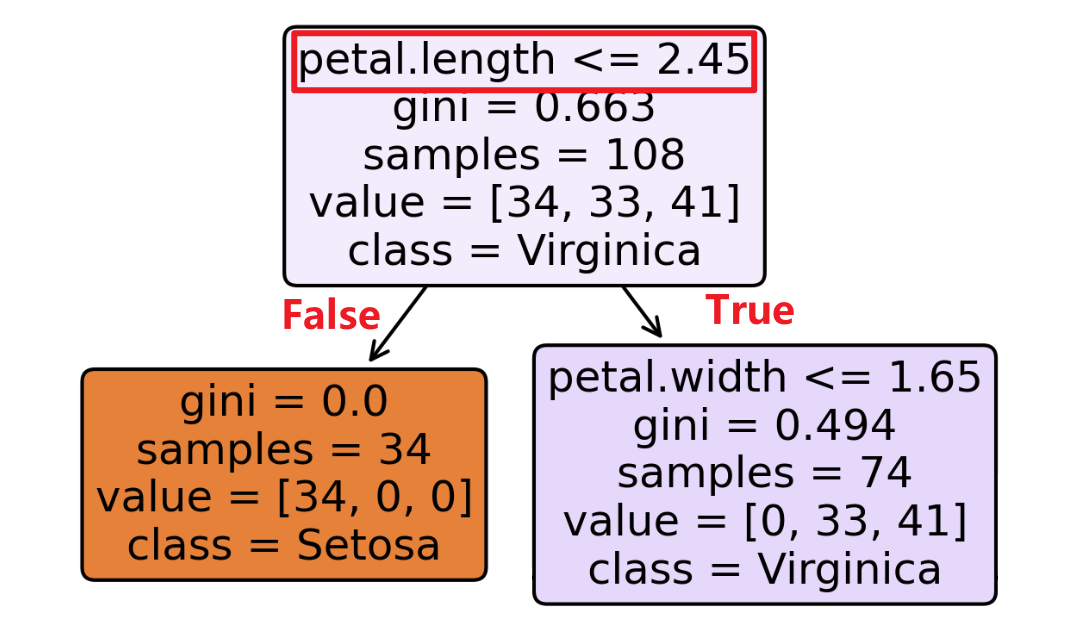 petal.length <= 2.45
gini = 0.663
samples = 108
value = [34, 33, 41]
class = Virginica
False
True
gini = 0.0
samples = 34
value = [34, 0, 0]
class = Setosa
petal.width <= 1.65
gini = 0.494
samples = 74
value = [0, 33, 41]
class = Virginica